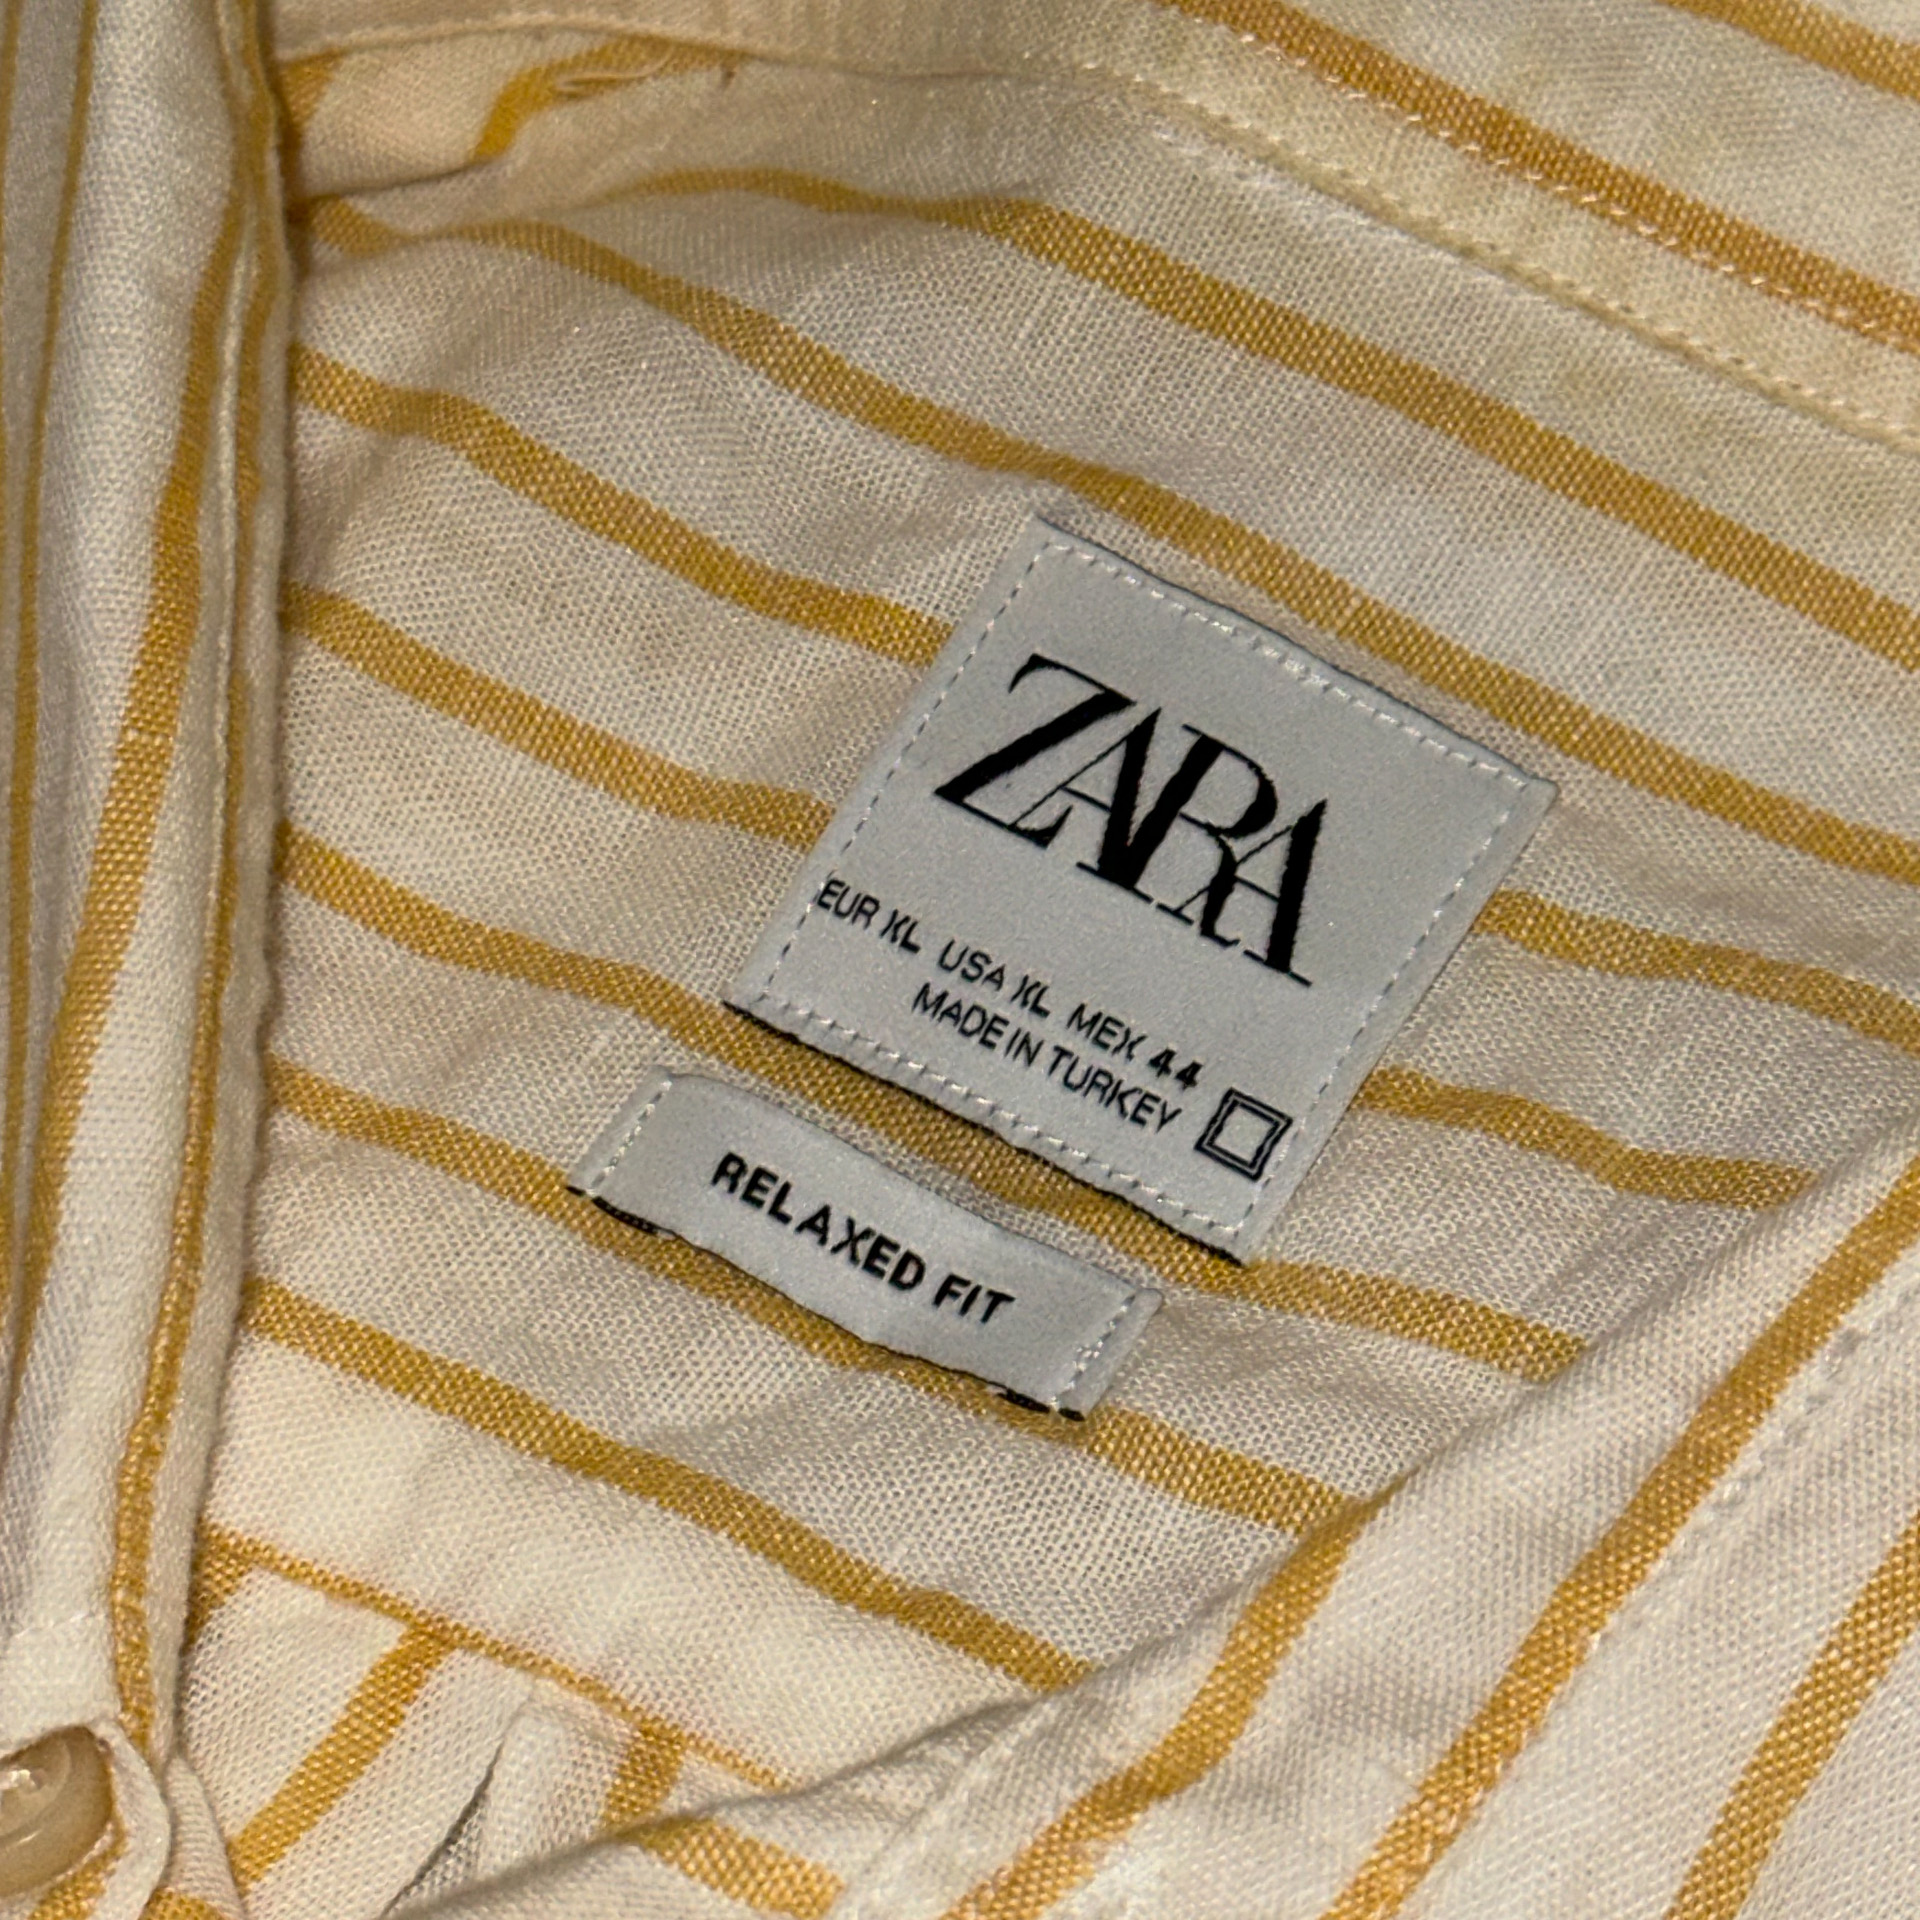 ZARA
EUR XL USA XL MEX 44
MADE IN TURKEY
RELAXED FIT